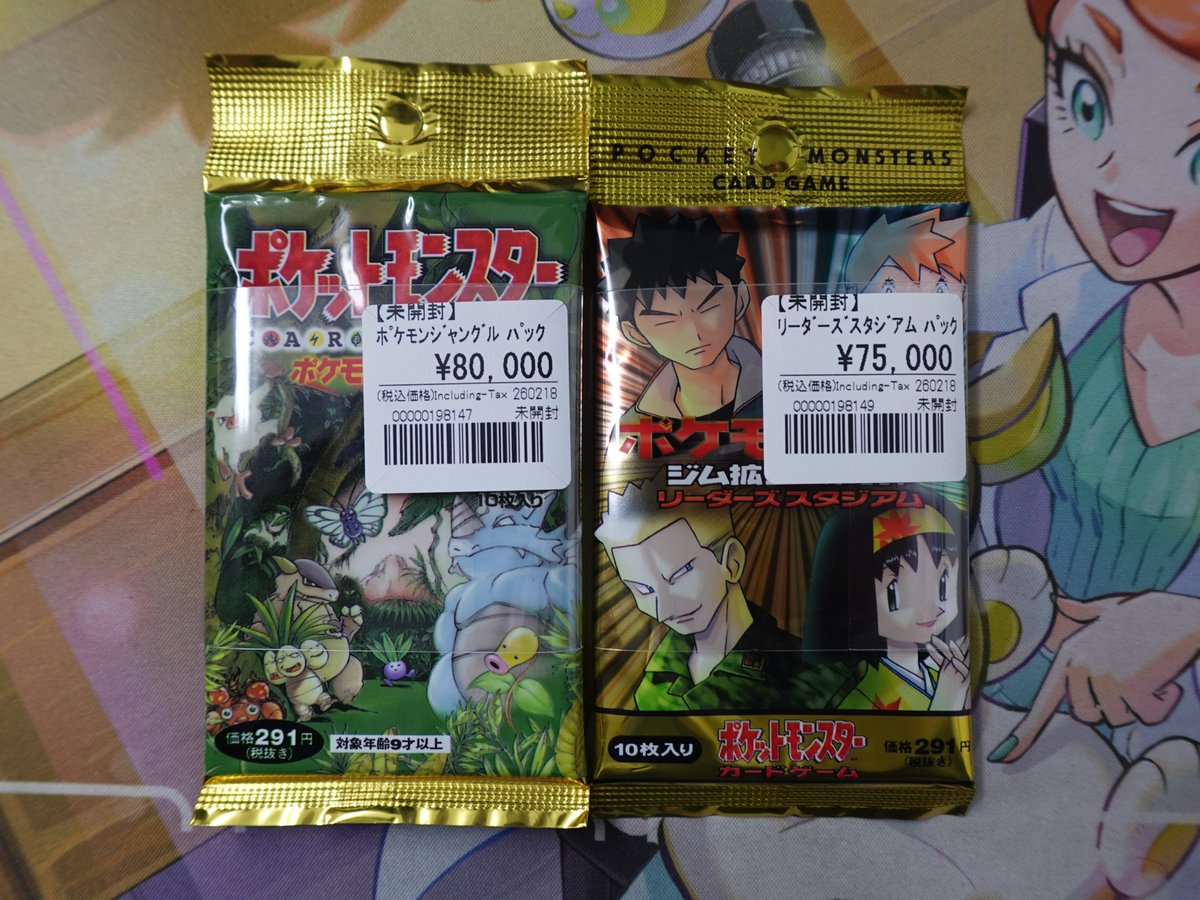 ポケットモンスター
CAR
ポケモ
【未開封】
ポケモンジャングル パック
¥80,000
(税込価格)Including-Tax 260218
00000198147 未開封
10枚入り
価格291円
(税抜き)
対象年齢9才以上
POCKET MONSTERS
CARD GAME
【未開封】
リーダーズスタジアム パック
¥75,000
(税込価格)Including-Tax 260218
00000198149 未開封
ポケモ
ジム拡
リーダーズスタジアム
10枚入り
ポケットモンスター
カードゲーム
価格291円
(税抜き)